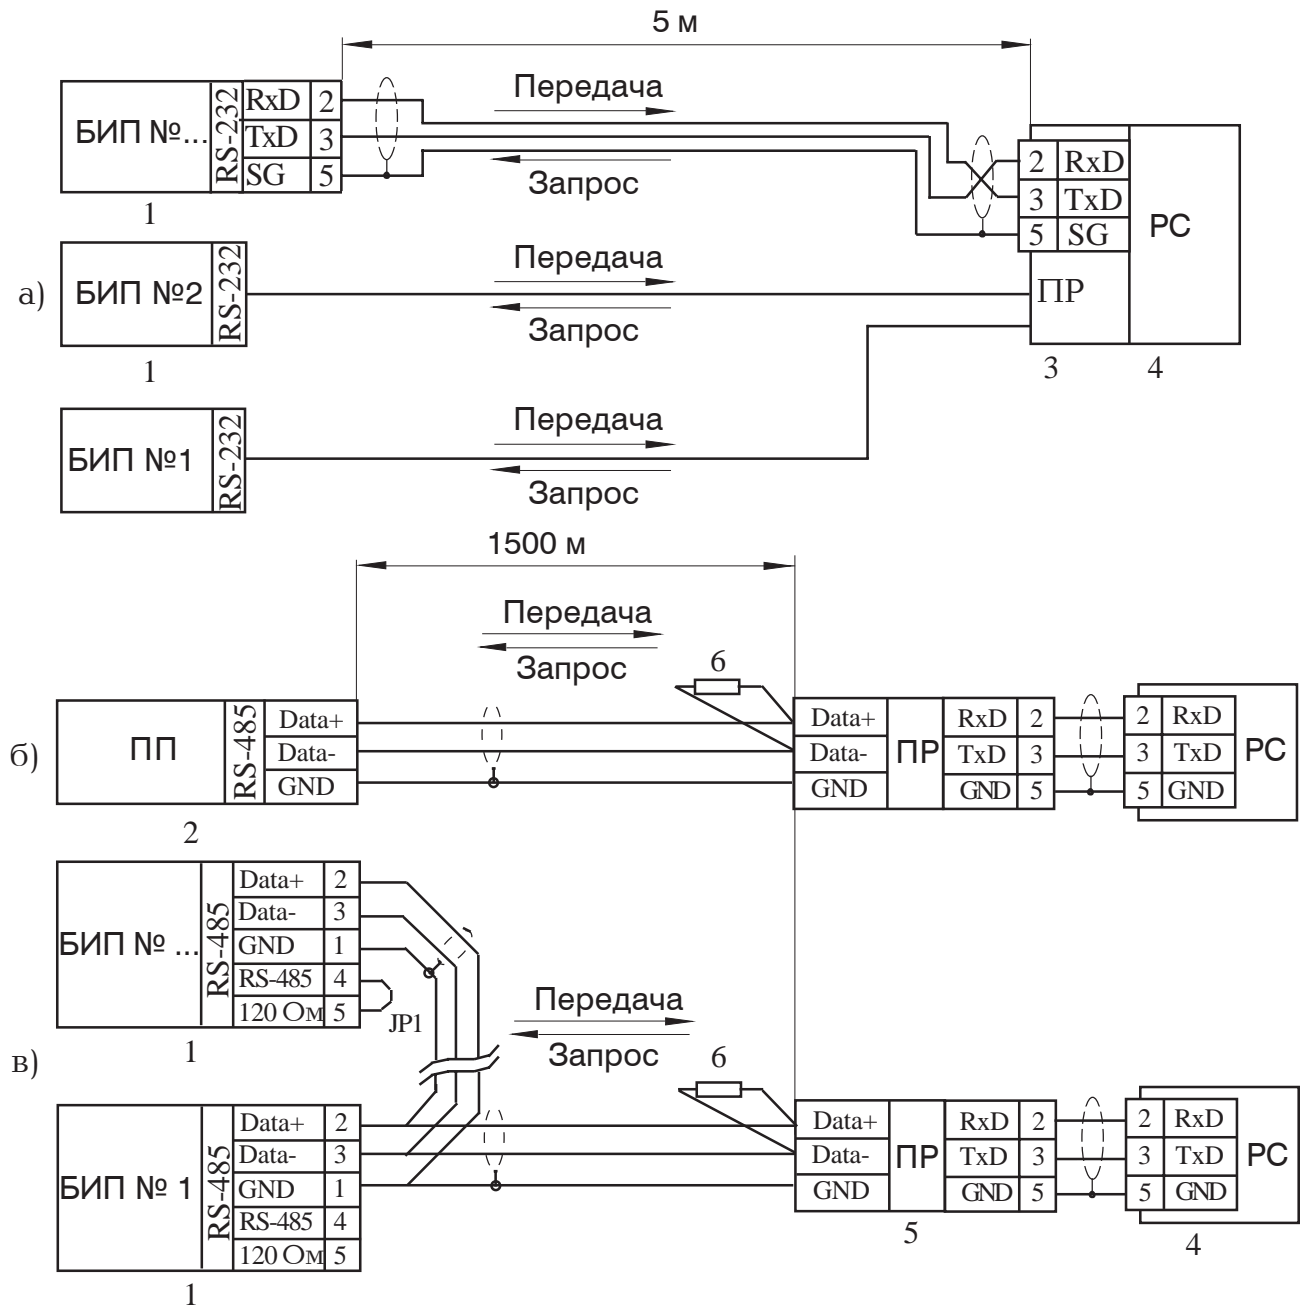 5 м
Передача
БИП №...
RS-232
RxD 2
TxD 3
SG 5
Запрос
2 RxD
3 TxD
5 SG
PC
1
Передача
а)
БИП №2
RS-232
ПР
Запрос
1
3
4
Передача
БИП №1
RS-232
Запрос
1500 м
Передача
Запрос
6
б)
ПП
RS-485
Data+
Data-
GND
Data+
Data-
GND
ПР
RxD 2
TxD 3
GND 5
2 RxD
3 TxD
5 GND
PC
2
БИП № ...
RS-485
Data+ 2
Data- 3
GND 1
RS-485 4
120 Ом 5
JP1
Передача
Запрос
1
в)
6
БИП № 1
RS-485
Data+ 2
Data- 3
GND 1
RS-485 4
120 Ом 5
Data+
Data-
GND
ПР
RxD 2
TxD 3
GND 5
2 RxD
3 TxD
5 GND
PC
5
4
1